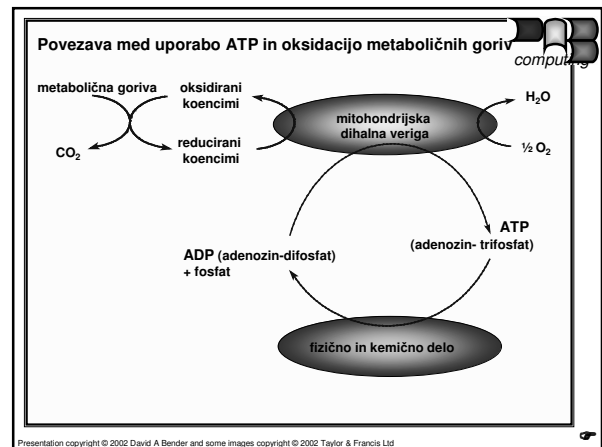 Povezava med uporabo ATP in oksidacijo metaboličnih goriv
computing
metabolična goriva
oksidirani
koencimi
reducirani
koencimi
CO₂
mitohondrijska
dihalna veriga
H₂O
½ O₂
ADP (adenozin-difosfat)
+ fosfat
ATP
(adenozin- trifosfat)
fizično in kemično delo
Presentation copyright © 2002 David A Bender and some images copyright © 2002 Taylor & Francis Ltd